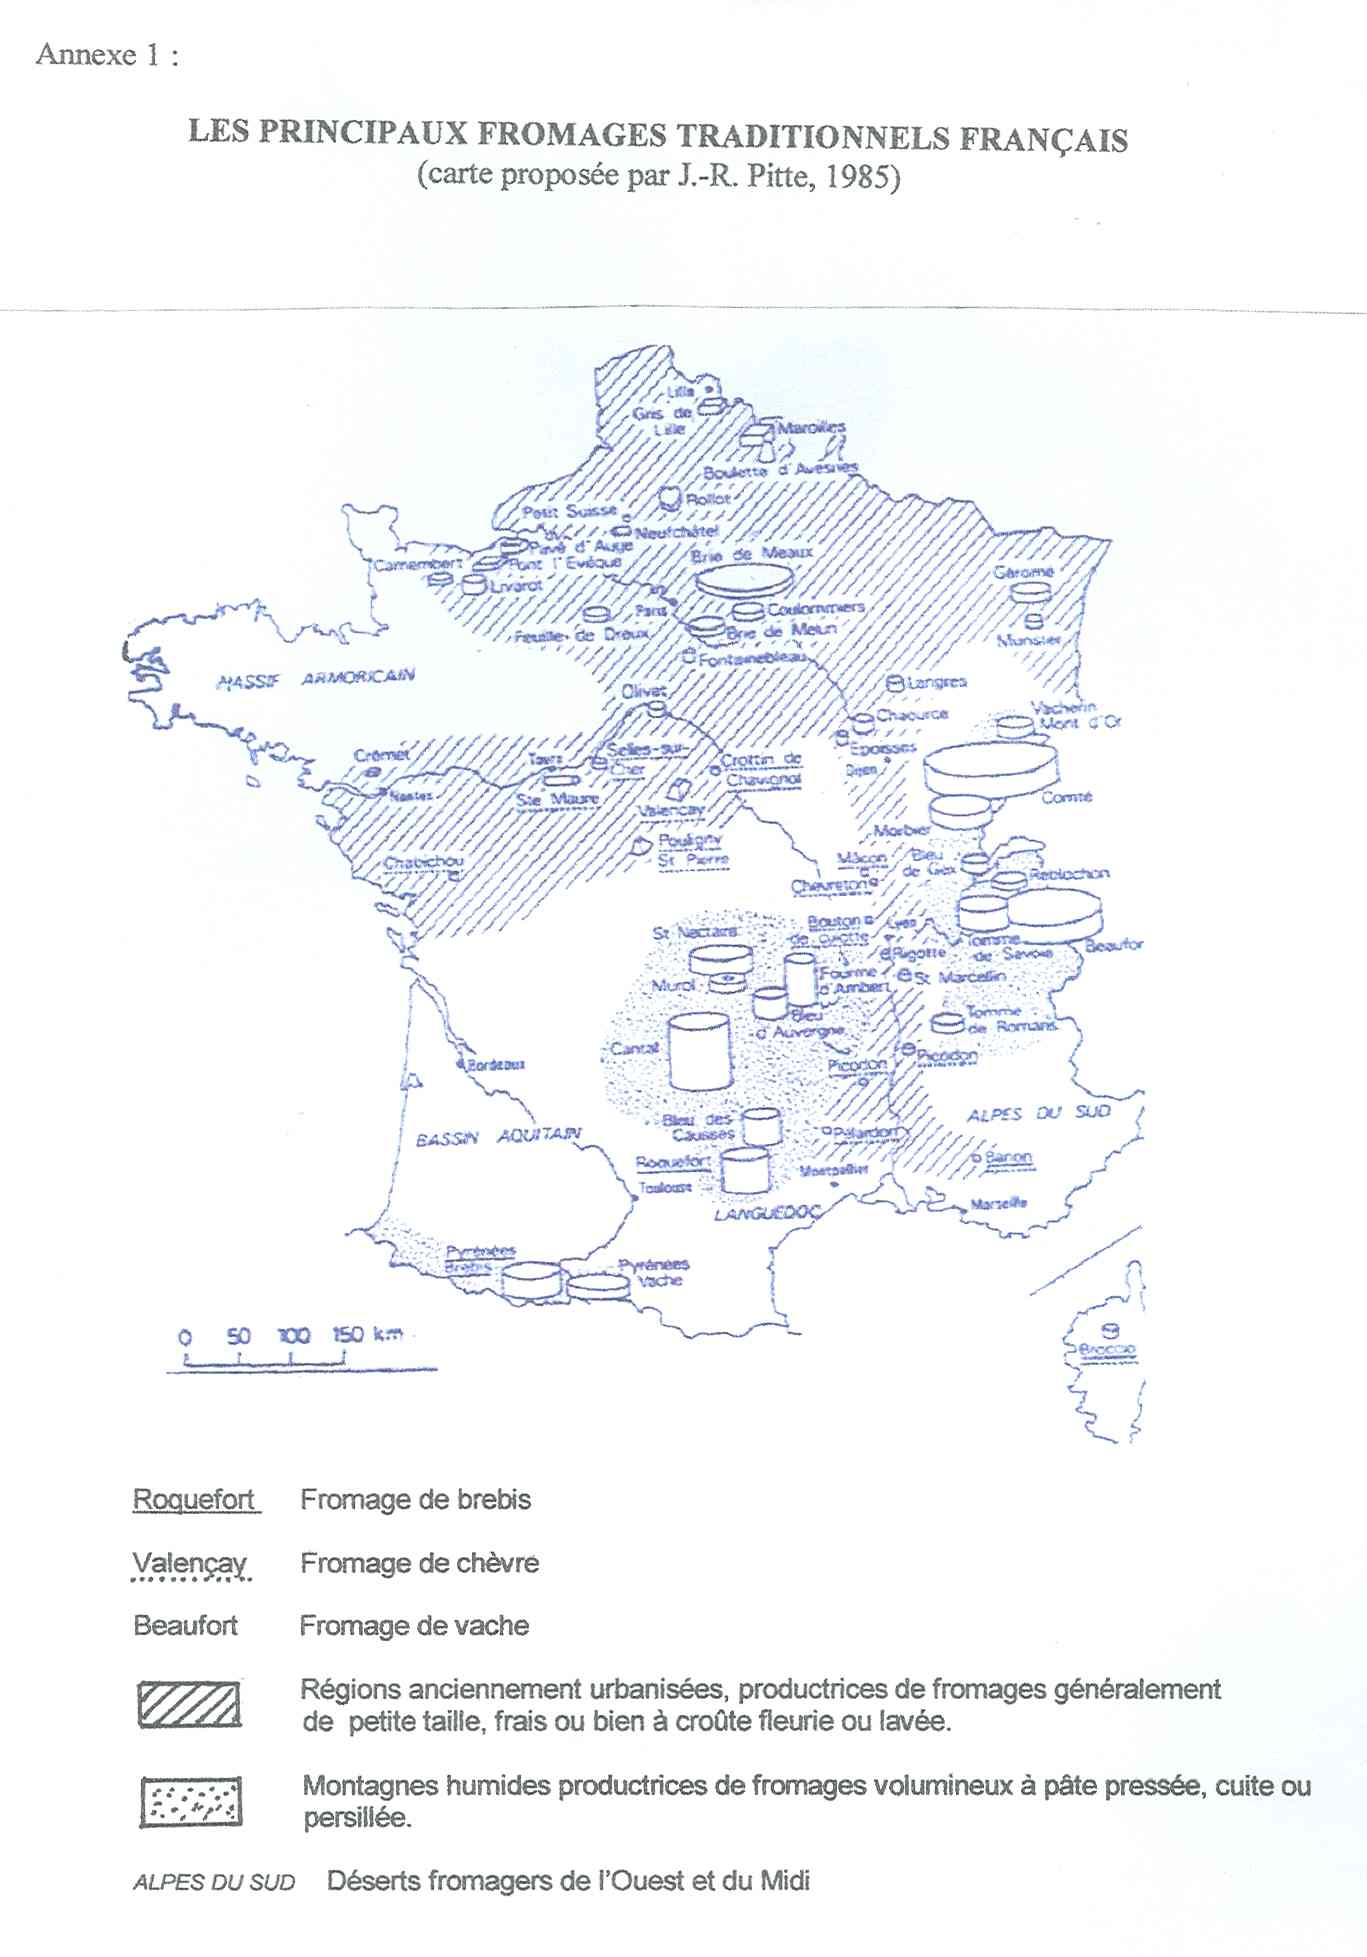 Annexe 1 :
LES PRINCIPAUX FROMAGES TRADITIONNELS FRANÇAIS
(carte proposée par J.-R. Pitte, 1985)
Lille
Gris de
Lille
Maroilles
Boulette d'Avesnes
Rollot
Petit Suisse
Neufchâtel
Pavé d'Auge
Brie de Meaux
Camembert
Pont l'Evêque
Livarot
Gérome
Paris
Coulommiers
Feuille de Dreux
Brie de Melun
Munster
Fontainebleau
MASSIF ARMORICAIN
Langres
Olivet
Vacherin
Mont d'Or
Chaource
Epoisses
Crémet
Tours
Selles-sur-
Cher
Crottin de
Chavignol
Dijon
Nantes
Ste Maure
Valençay
Comté
Morbier
Pouligny
St Pierre
Chabichou
Mâcon
Bleu
de Gex
Reblochon
Chevreton
Bouton
de culotte
Lyon
St Nectaire
Rigotte
Tomme
de Savoie
Beaufor
Murol
Fourme
d'Ambert
St Marcellin
Bleu
d'Auvergne
Tomme
de Romans
Cantal
Picodon
Picodon
Bordeaux
Bleu des
Causses
Pélardon
ALPES DU SUD
BASSIN AQUITAIN
Roquefort
Banon
Toulouse
Montpellier
LANGUEDOC
Marseille
Pyrénées
Brebis
Pyrénées
Vache
Broccio
0 50 100 150 km
Roquefort Fromage de brebis
Valençay Fromage de chèvre
Beaufort Fromage de vache
Régions anciennement urbanisées, productrices de fromages généralement
de petite taille, frais ou bien à croûte fleurie ou lavée.
Montagnes humides productrices de fromages volumineux à pâte pressée, cuite ou
persillée.
ALPES DU SUD Déserts fromagers de l'Ouest et du Midi